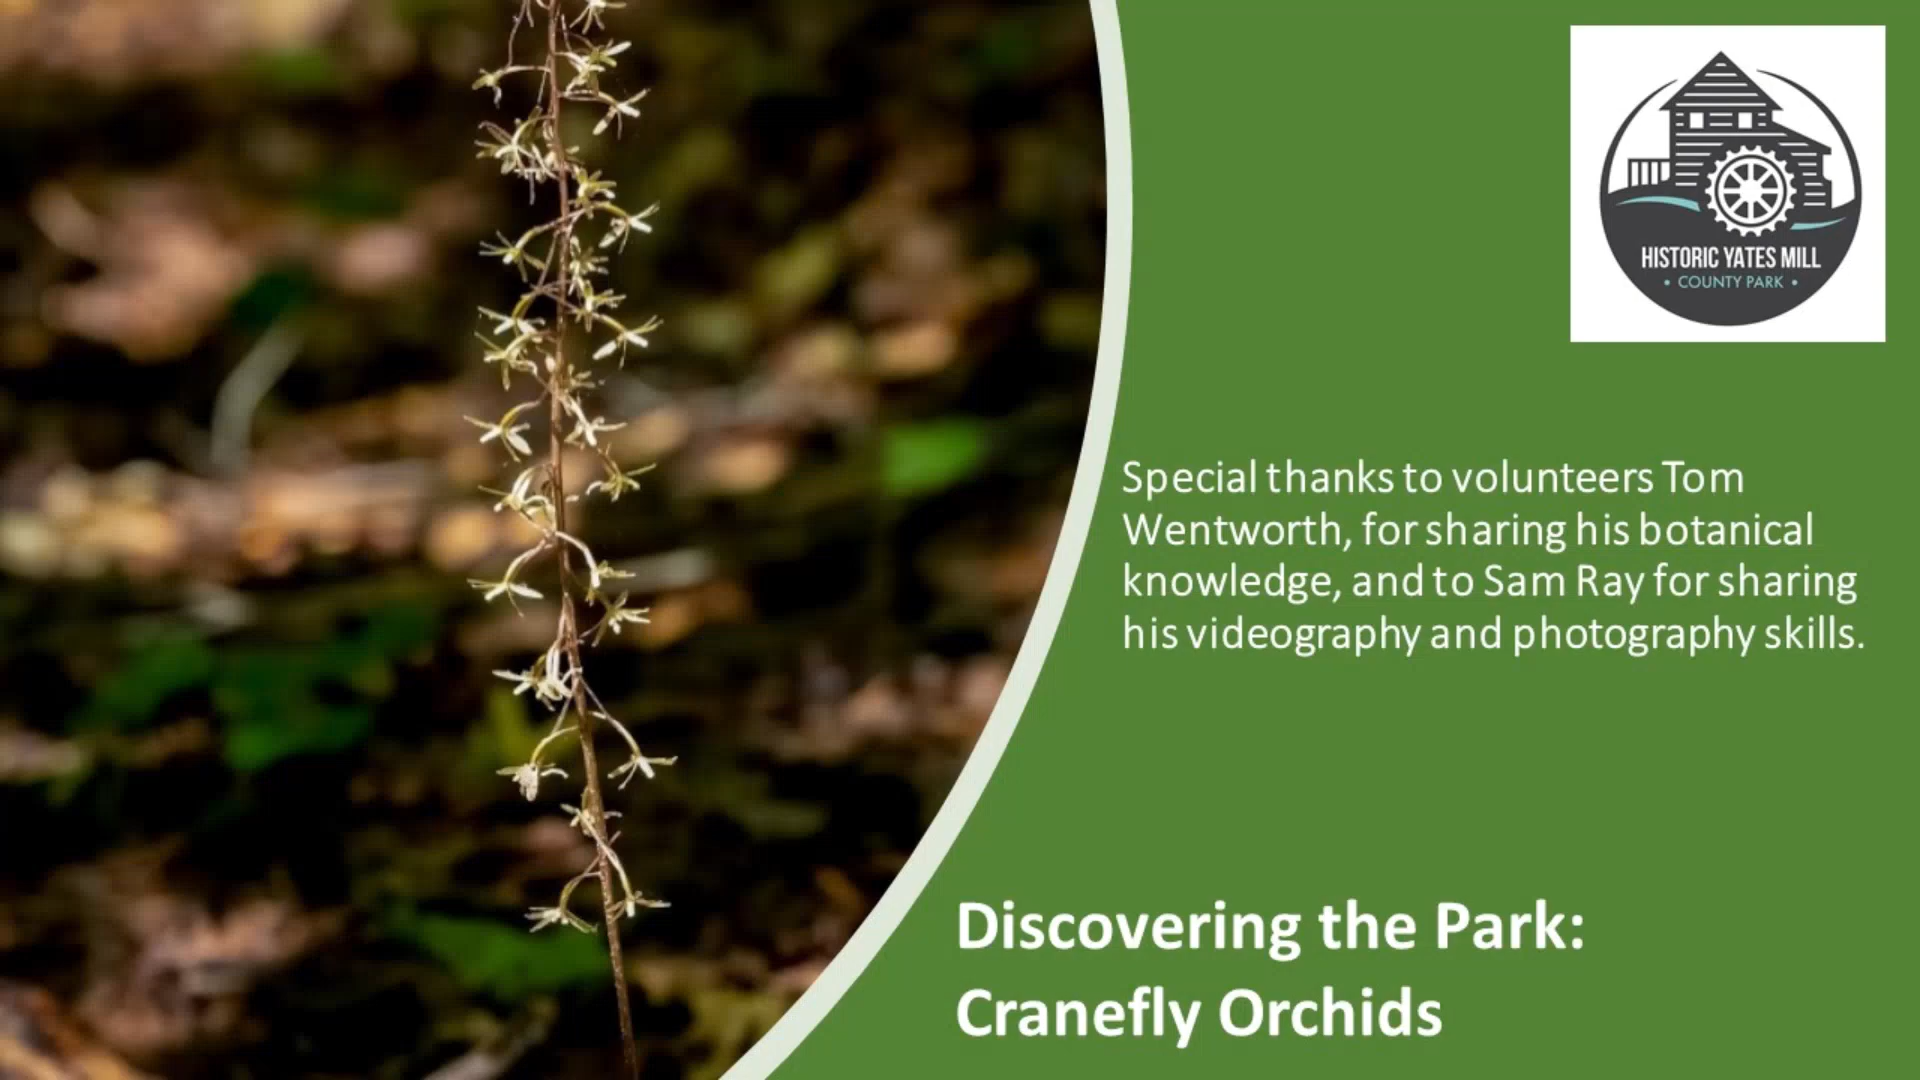 HISTORIC YATES MILL
• COUNTY PARK •
Special thanks to volunteers Tom
Wentworth, for sharing his botanical
knowledge, and to Sam Ray for sharing
his videography and photography skills.
Discovering the Park:
Cranefly Orchids